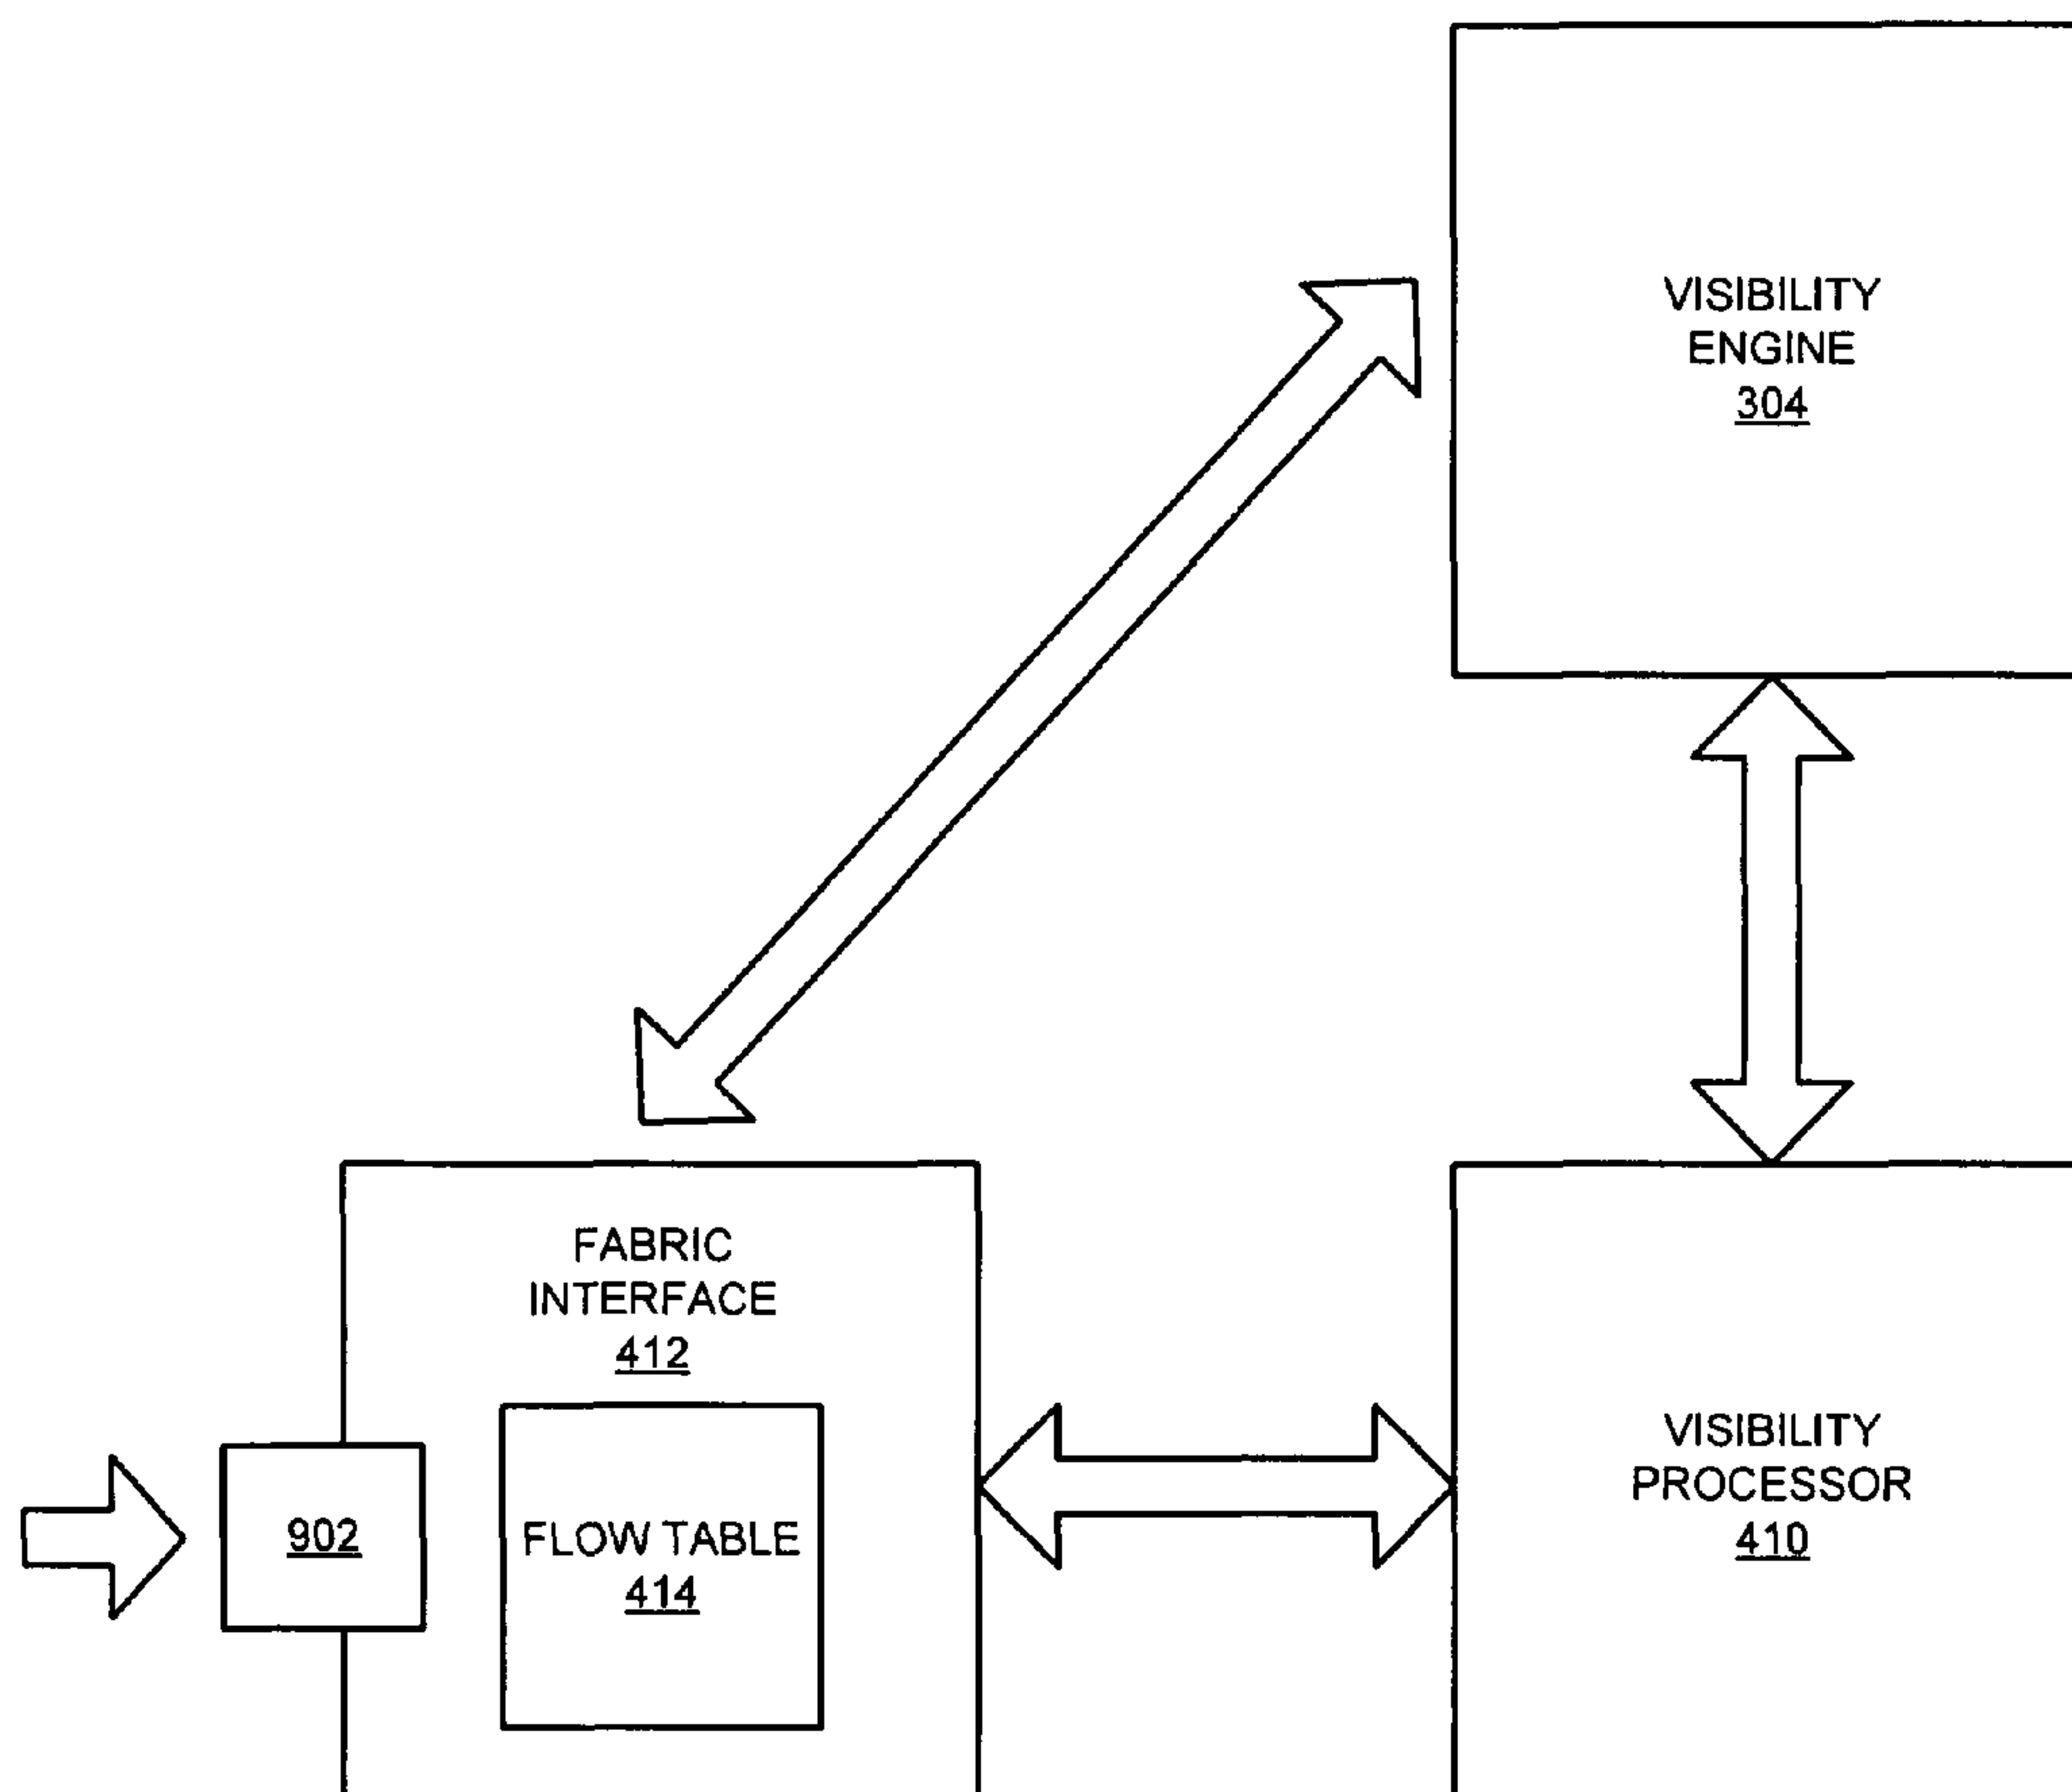 VISIBILITY
ENGINE
304
FABRIC
INTERFACE
412
902
FLOW TABLE
414
VISIBILITY
PROCESSOR
410